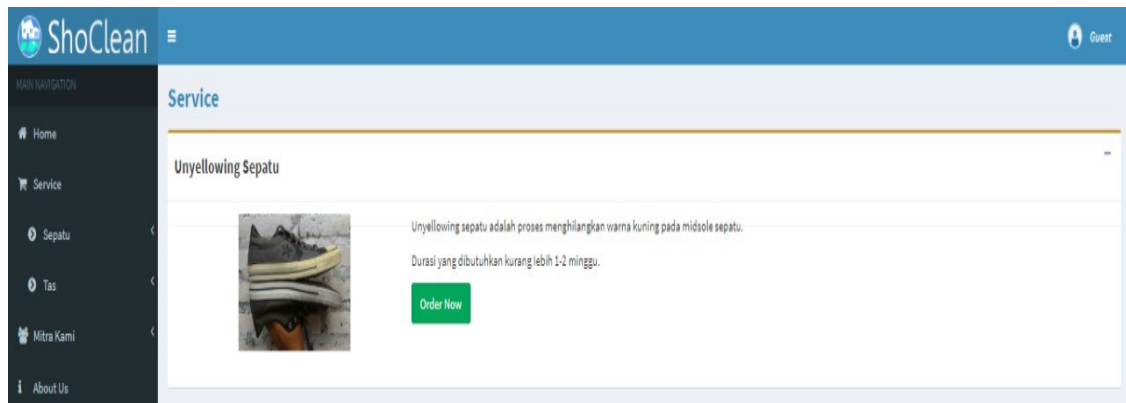 ShoClean
Guest
MAIN NAVIGATION
Home
Service
Sepatu
Tas
Mitra Kami
About Us
Service
Unyellowing Sepatu
Unyellowing sepatu adalah proses menghilangkan warna kuning pada midsole sepatu.
Durasi yang dibutuhkan kurang lebih 1-2 minggu.
Order Now